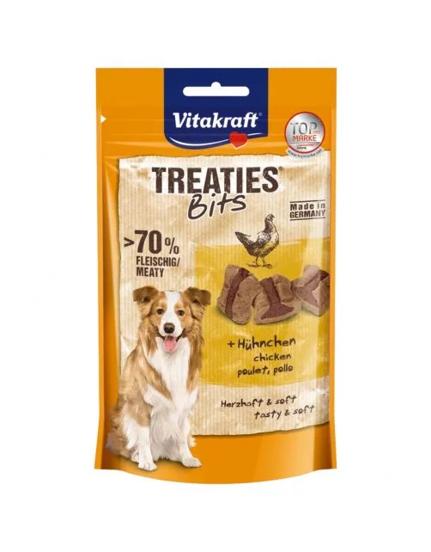 Vitakraft
TOP
MARKE
TREATIES®
Bits
Made in
GERMANY
>70%
FLEISCHIG/
MEATY
+ Hühnchen
chicken
poulet, pollo
Herzhaft & soft
tasty & soft